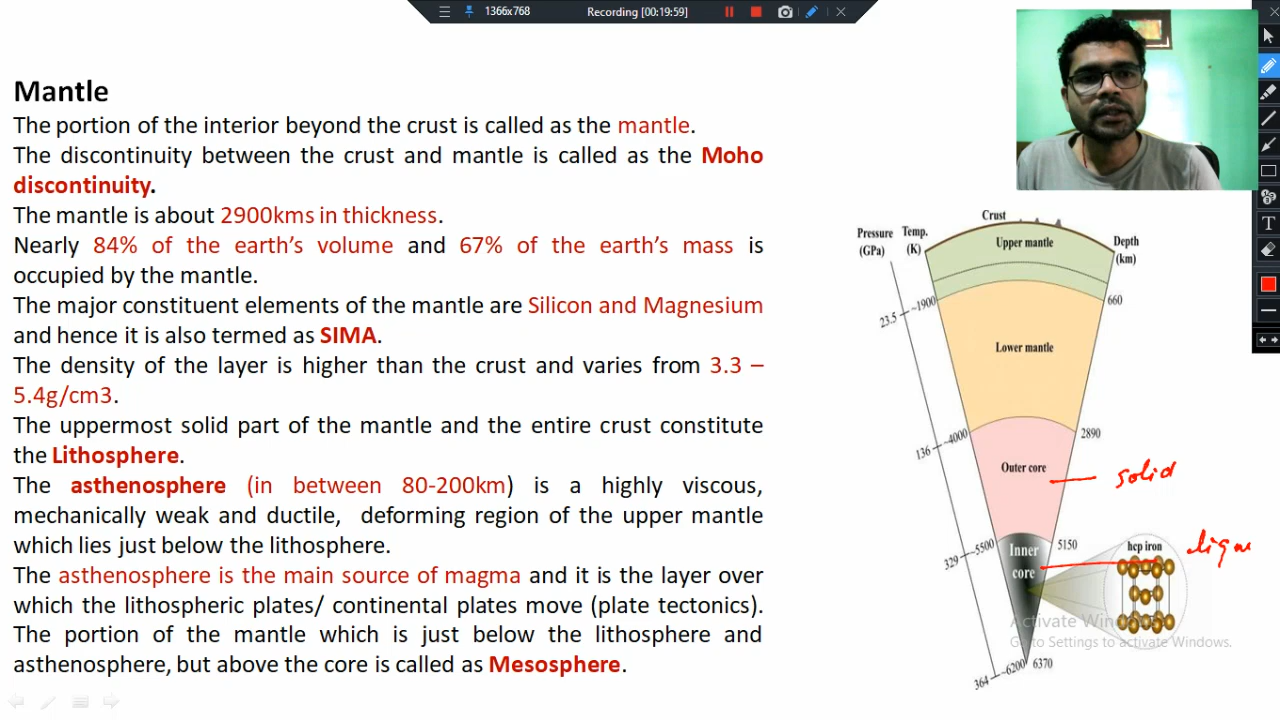 1366x768
Recording [00:19:59]
Mantle
The portion of the interior beyond the crust is called as the mantle.
The discontinuity between the crust and mantle is called as the Moho
discontinuity.
The mantle is about 2900kms in thickness.
Nearly 84% of the earth's volume and 67% of the earth's mass is
occupied by the mantle.
The major constituent elements of the mantle are Silicon and Magnesium
and hence it is also termed as SIMA.
The density of the layer is higher than the crust and varies from 3.3 –
5.4g/cm3.
The uppermost solid part of the mantle and the entire crust constitute
the Lithosphere.
The asthenosphere (in between 80-200km) is a highly viscous,
mechanically weak and ductile, deforming region of the upper mantle
which lies just below the lithosphere.
The asthenosphere is the main source of magma and it is the layer over
which the lithospheric plates/ continental plates move (plate tectonics).
The portion of the mantle which is just below the lithosphere and
asthenosphere, but above the core is called as Mesosphere.
Crust
Pressure
(GPa)
Temp.
(K)
Upper mantle
Depth
(km)
~1900
660
23.5
Lower mantle
~4000
2890
136
Outer core
solid
~5500
5150
329
Inner
core
hcp iron
Activate Windows
Go to Settings to activate Windows.
~6200
6370
364